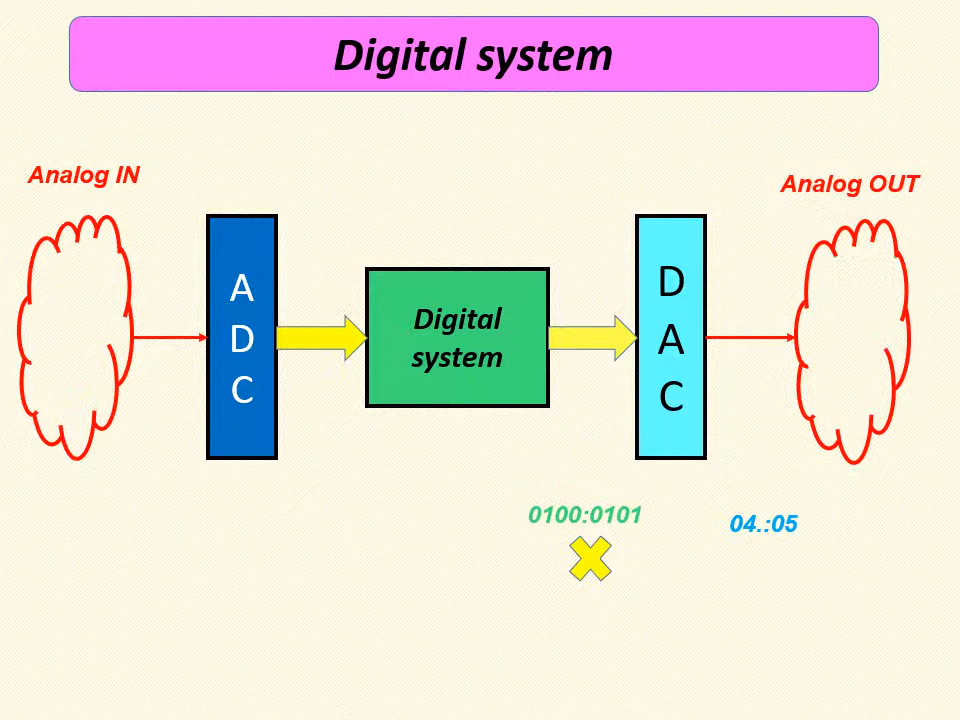 Digital system
Analog IN
Analog OUT
A
D
C
Digital
system
D
A
C
0100:0101
04.:05